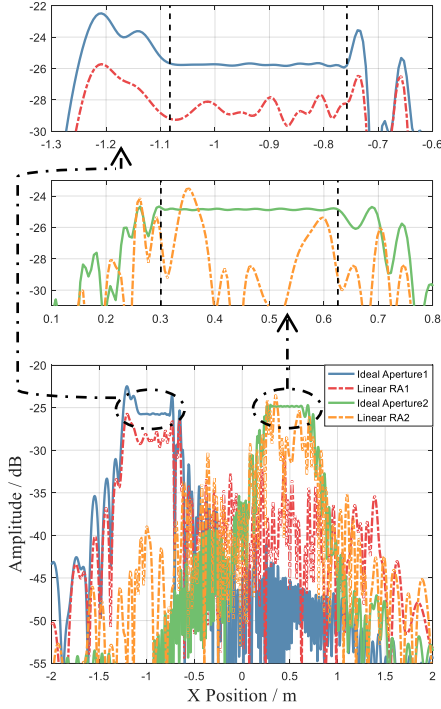 -22
-24
-26
-28
-30
-1.3 -1.2 -1.1 -1 -0.9 -0.8 -0.7 -0.6
-24
-26
-28
-30
0.1 0.2 0.3 0.4 0.5 0.6 0.7 0.8
-20
-25
-30
-35
-40
-45
-50
-55
Amplitude / dB
Ideal Aperture1
Linear RA1
Ideal Aperture2
Linear RA2
-2 -1.5 -1 -0.5 0 0.5 1 1.5 2
X Position / m